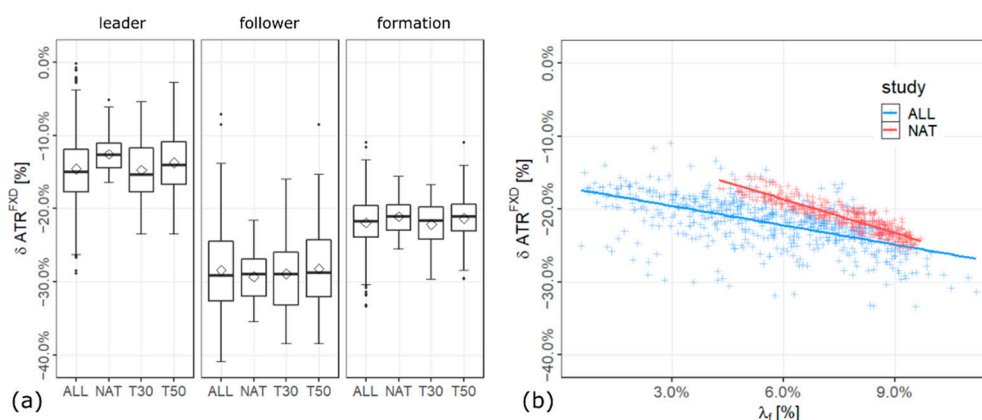 leader follower formation
δ ATR^FXD [%]
0.0%
-10.0%
-20.0%
-30.0%
-40.0%
ALL NAT T30 T50 ALL NAT T30 T50 ALL NAT T30 T50
(a)
δ ATR^FXD [%]
0.0%
-10.0%
-20.0%
-30.0%
-40.0%
study
ALL
NAT
3.0% 6.0% 9.0%
λf [%]
(b)